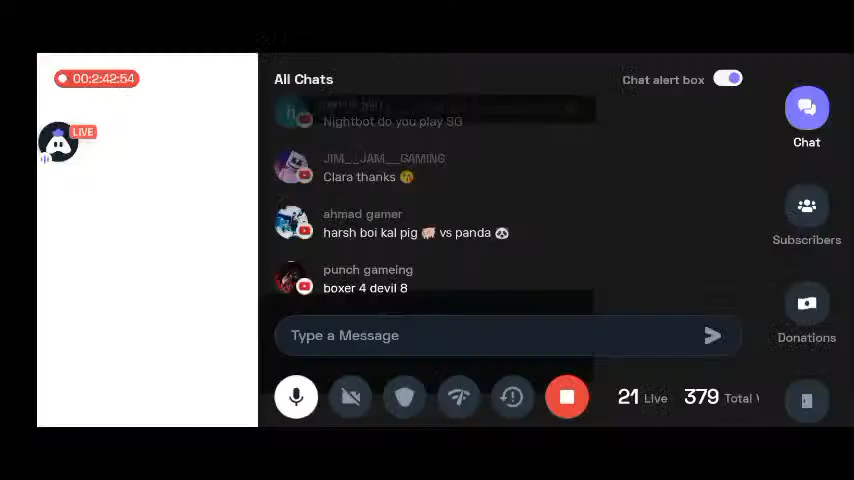 00:2:42:54
All Chats
Chat alert box
LIVE
Nightbot do you play SG
Chat
JIM__JAM__GAMING
Clara thanks 😘
ahmad gamer
harsh boi kal pig 🐖 vs panda 🐼
Subscribers
punch gameing
boxer 4 devil 8
Type a Message
Donations
21 Live
379 Total